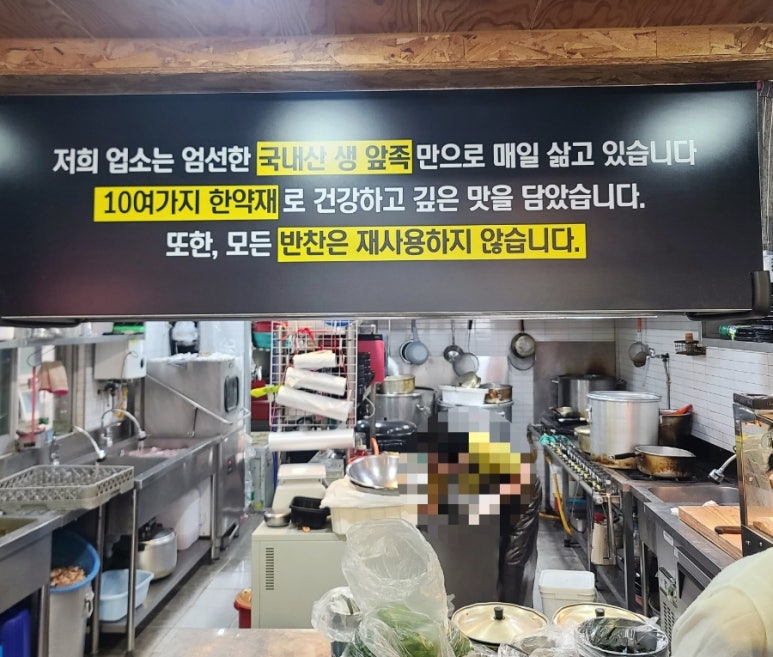 저희 업소는 엄선한 국내산 생 앞족 만으로 매일 삶고 있습니다
10여가지 한약재 로 건강하고 깊은 맛을 담았습니다.
또한, 모든 반찬은 재사용하지 않습니다.